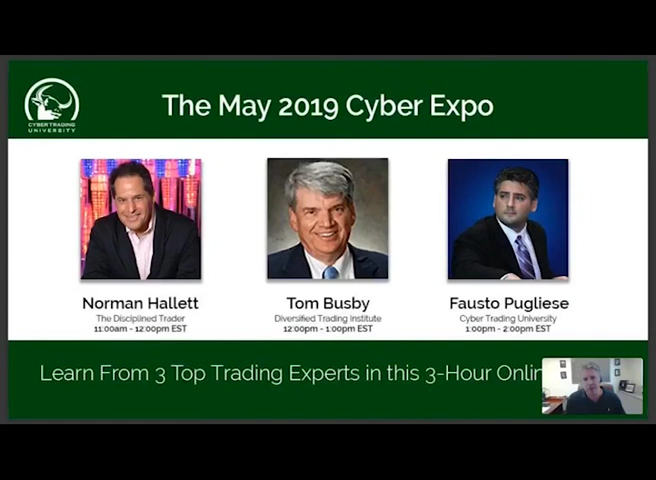 CYBER TRADING
UNIVERSITY
The May 2019 Cyber Expo
Norman Hallett
The Disciplined Trader
11:00am - 12:00pm EST
Tom Busby
Diversified Trading Institute
12:00pm - 1:00pm EST
Fausto Pugliese
Cyber Trading University
1:00pm - 2:00pm EST
Learn From 3 Top Trading Experts in this 3-Hour Onlin